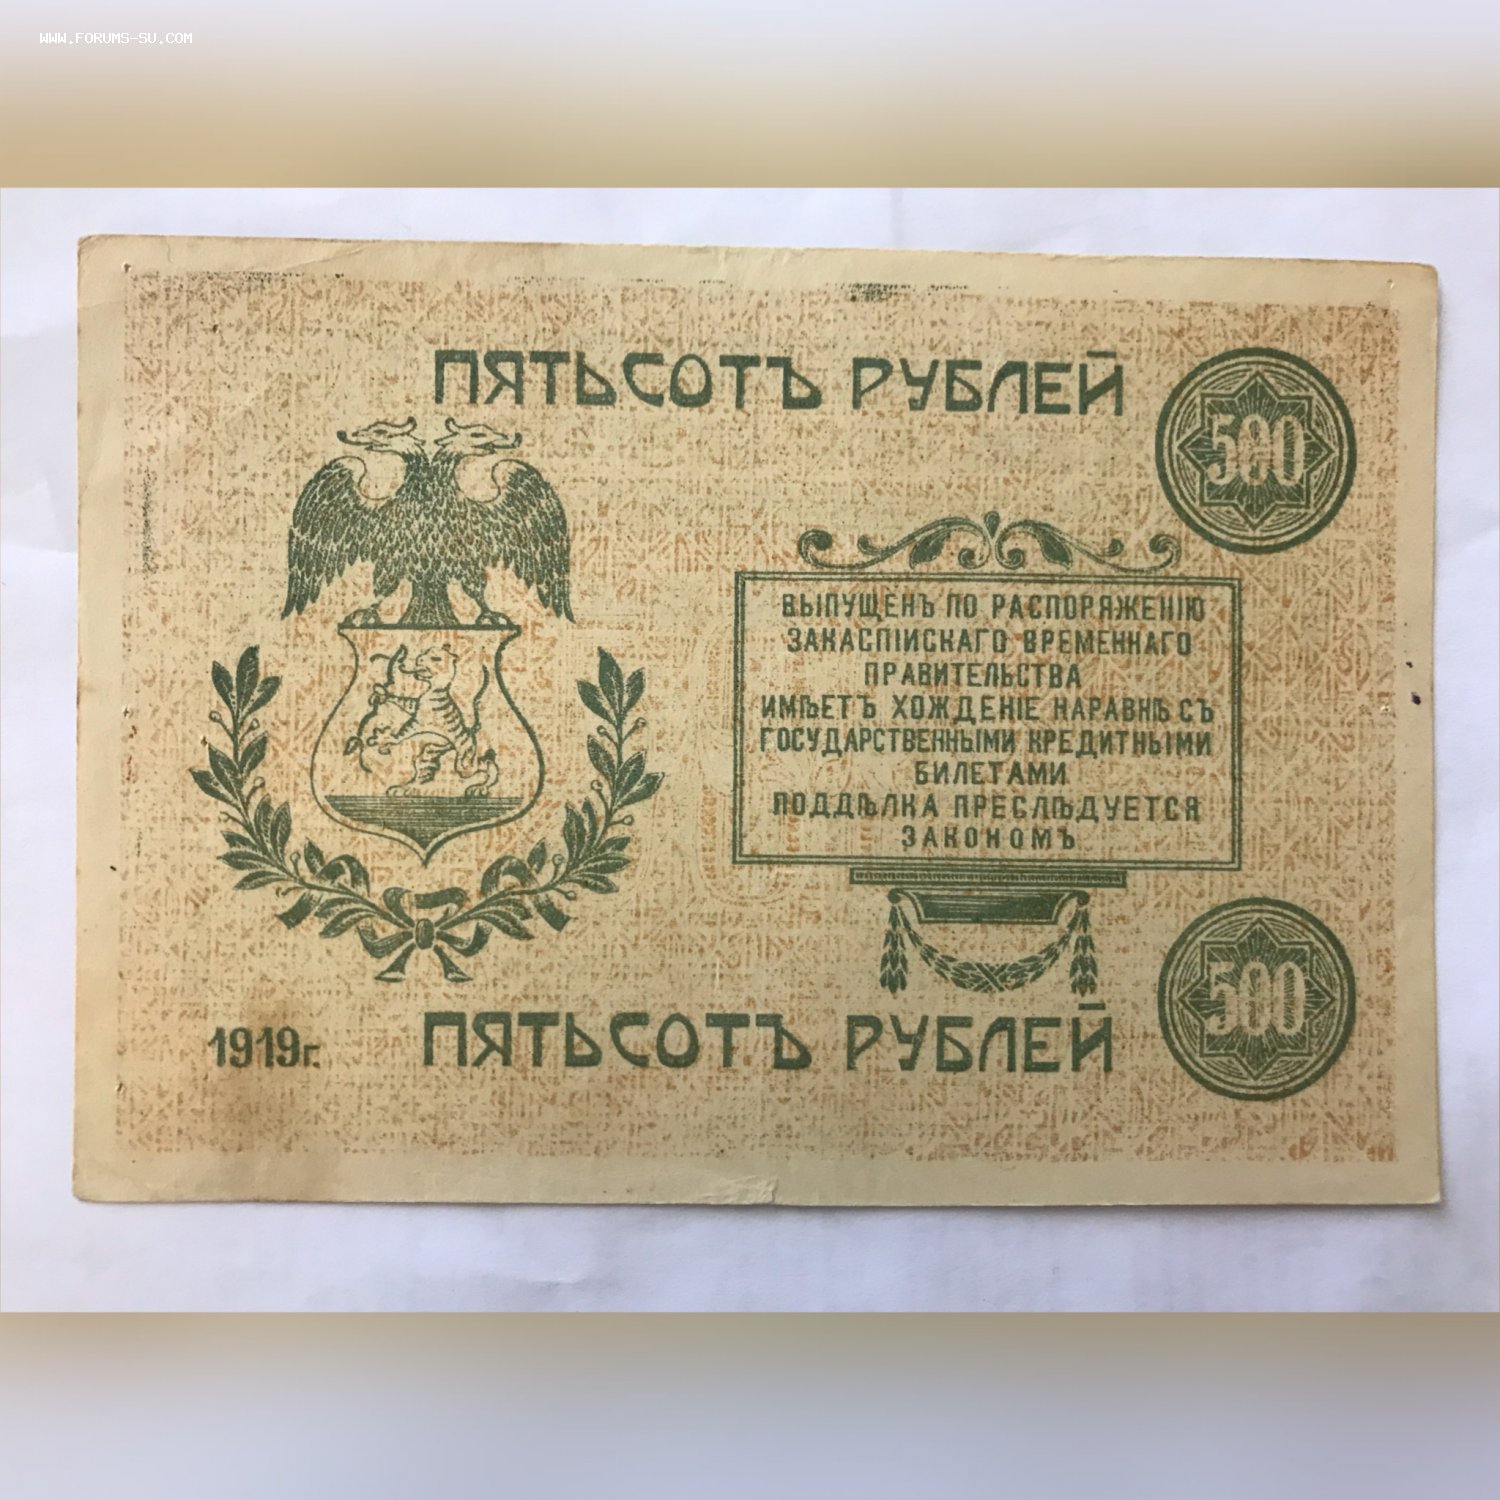 WWW.FORUMS-SU.COM
ПЯТЬСОТЪ РУБЛЕЙ
500
ВЫПУЩЕНЪ ПО РАСПОРЯЖЕНІЮ
ЗАКАСПІЙСКАГО ВРЕМЕННАГО
ПРАВИТЕЛЬСТВА
ИМѢЕТЪ ХОЖДЕНІЕ НАРАВНѢ СЪ
ГОСУДАРСТВЕННЫМИ КРЕДИТНЫМИ
БИЛЕТАМИ
ПОДДѢЛКА ПРЕСЛѢДУЕТСЯ
ЗАКОНОМЪ
500
1919г.
ПЯТЬСОТЪ РУБЛЕЙ